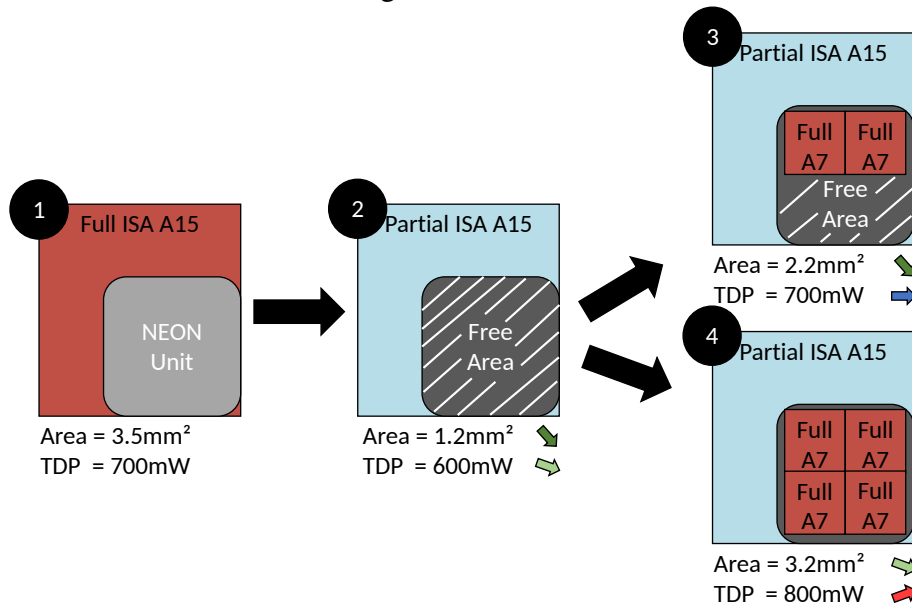 1
Full ISA A15
NEON
Unit
Area = 3.5mm²
TDP = 700mW
2
Partial ISA A15
Free
Area
Area = 1.2mm²
TDP = 600mW
3
Partial ISA A15
Full Full
A7 A7
Free
Area
Area = 2.2mm²
TDP = 700mW
4
Partial ISA A15
Full Full
A7 A7
Full Full
A7 A7
Area = 3.2mm²
TDP = 800mW